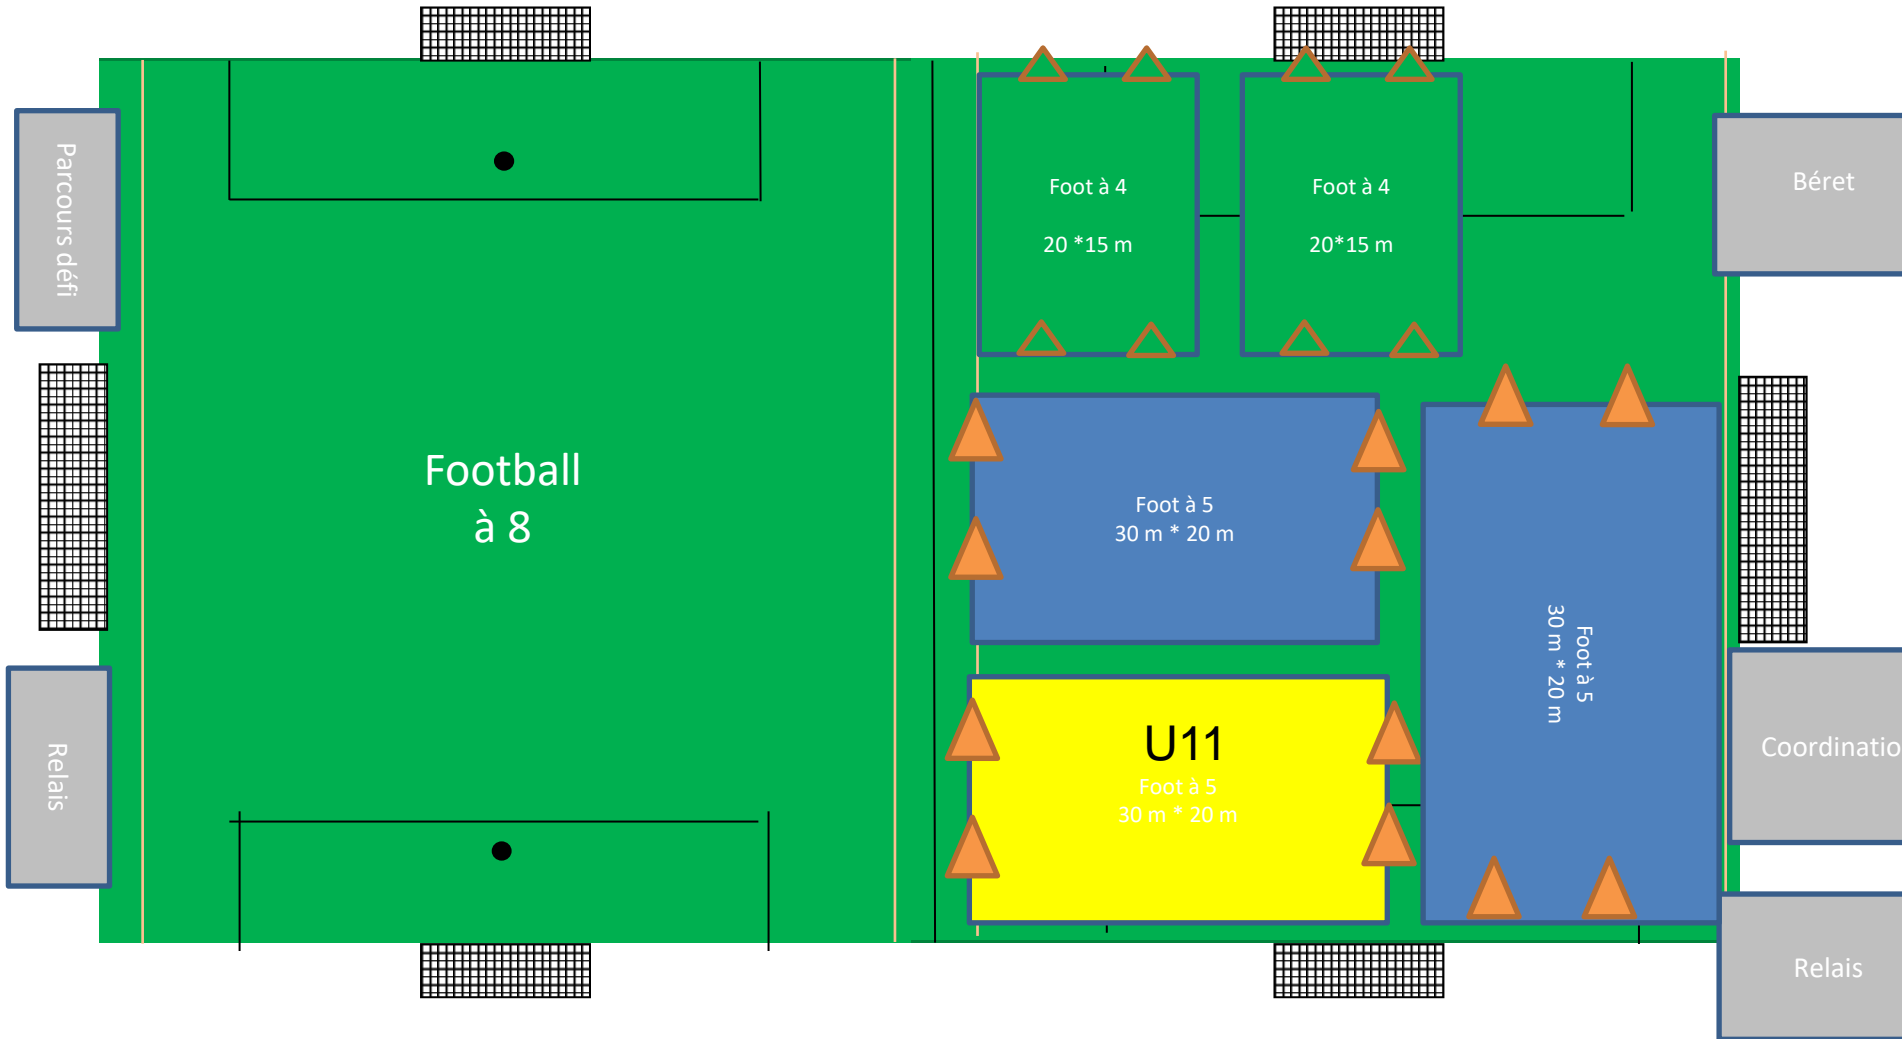 Parcours défi
Relais
Football
à 8
Foot à 4
20 *15 m
Foot à 4
20*15 m
Foot à 5
30 m * 20 m
U11
Foot à 5
30 m * 20 m
Foot à 5
30 m * 20 m
Béret
Coordinatio
Relais